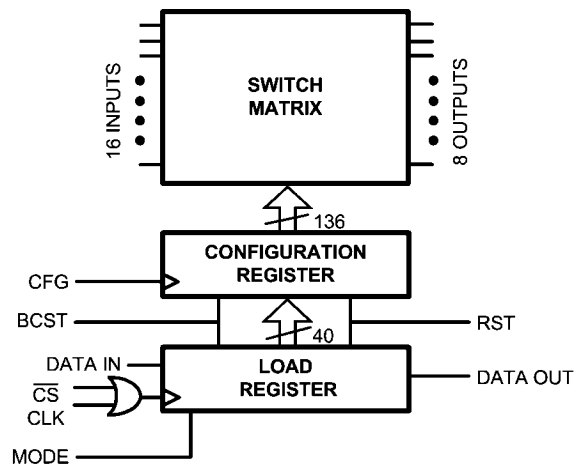 16 INPUTS
SWITCH
MATRIX
8 OUTPUTS
136
CONFIGURATION
REGISTER
CFG
BCST
RST
40
DATA IN
LOAD
REGISTER
DATA OUT
C̅S̅
CLK
MODE